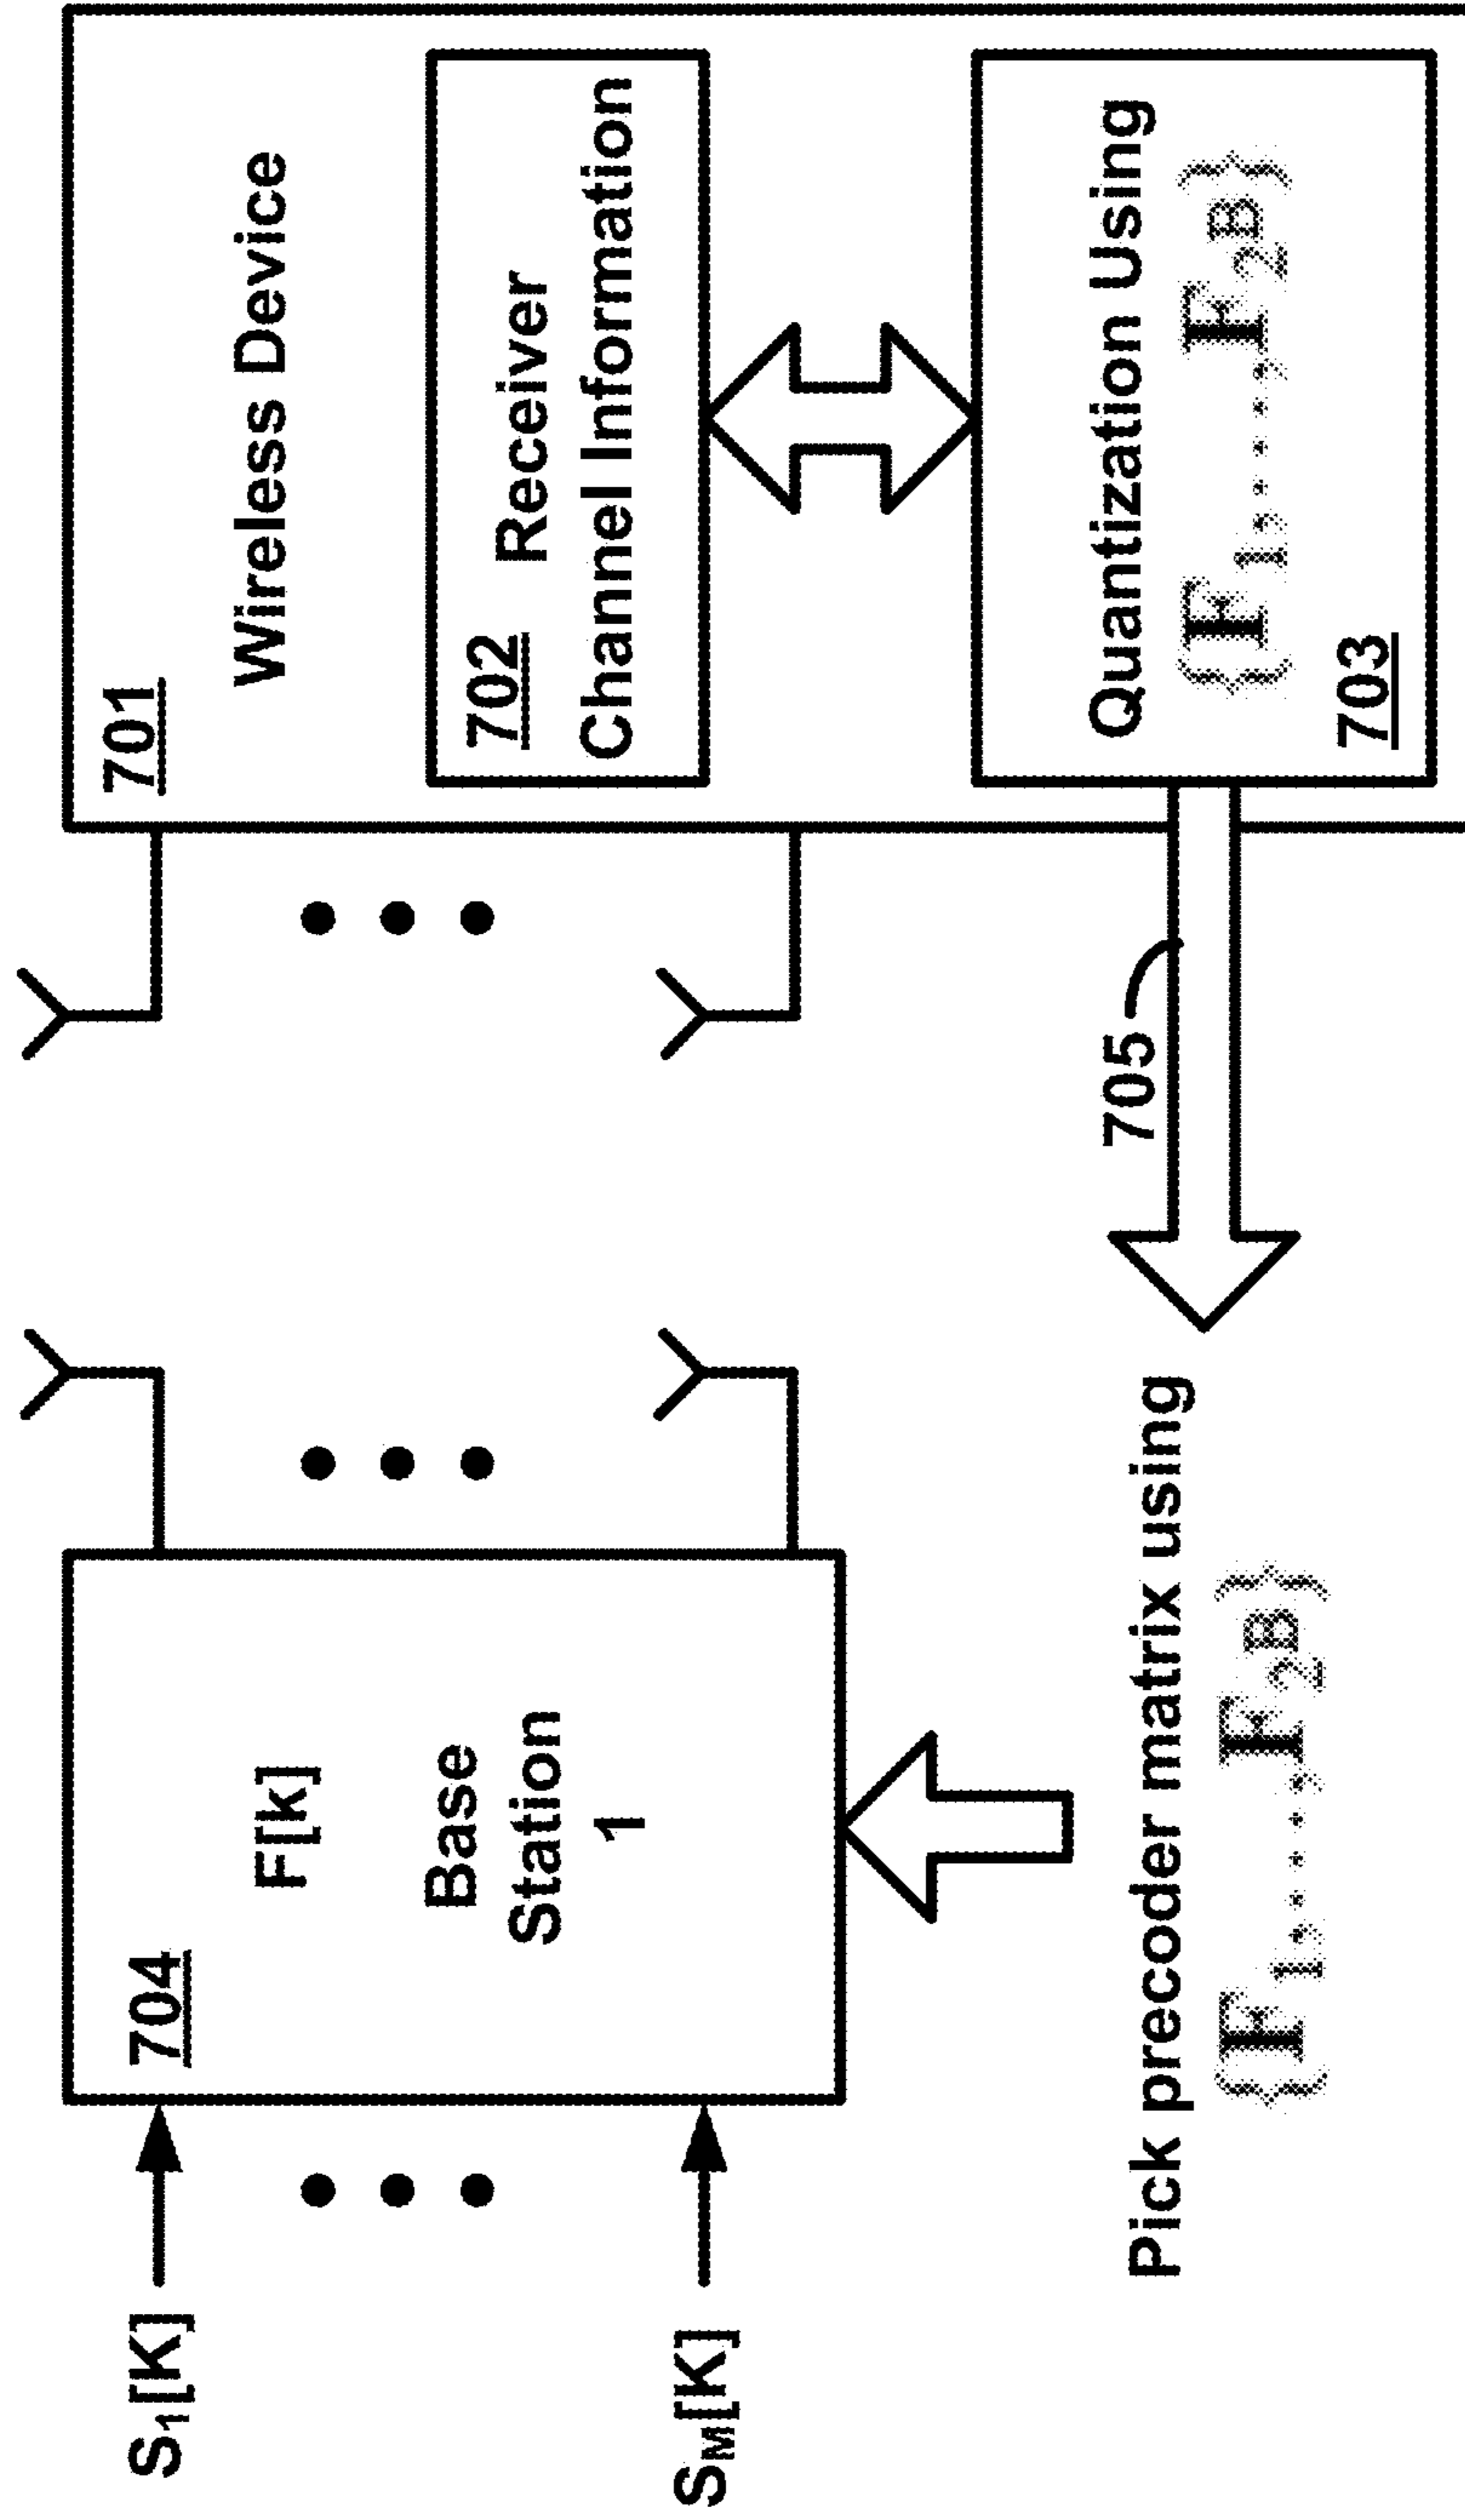 S1[K]
SM[K]
704
F[k]
Base
Station
1
Pick precoder matrix using
{F1,...,F2B}
705
701
Wireless Device
702
Receiver
Channel Information
Quantization Using
{F1,...,F2B}
703